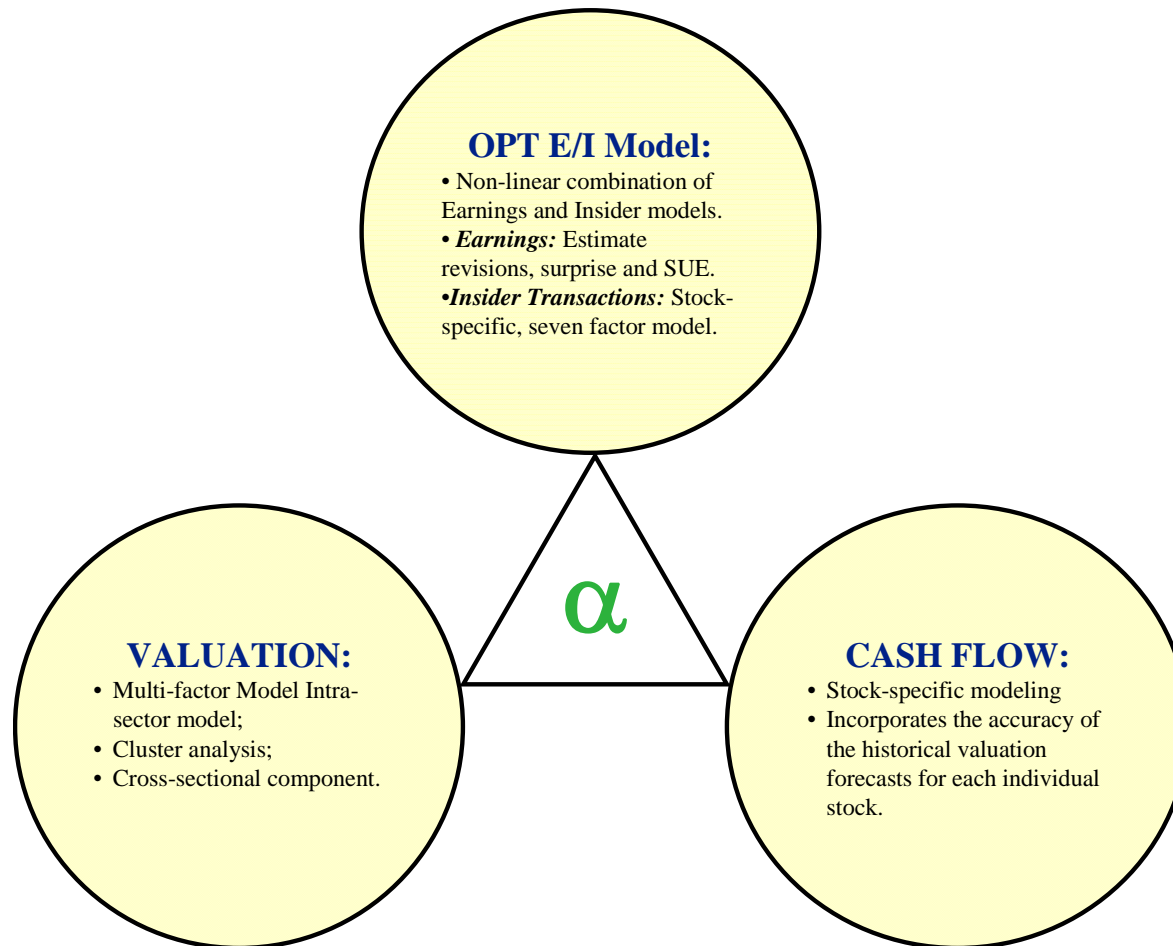 OPT E/I Model:
• Non-linear combination of
Earnings and Insider models.
• Earnings: Estimate
revisions, surprise and SUE.
•Insider Transactions: Stock-
specific, seven factor model.
α
VALUATION:
• Multi-factor Model Intra-
sector model;
• Cluster analysis;
• Cross-sectional component.
CASH FLOW:
• Stock-specific modeling
• Incorporates the accuracy of
the historical valuation
forecasts for each individual
stock.